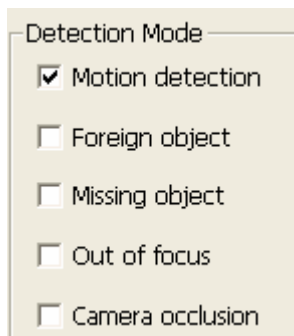 Detection Mode
Motion detection
Foreign object
Missing object
Out of focus
Camera occlusion